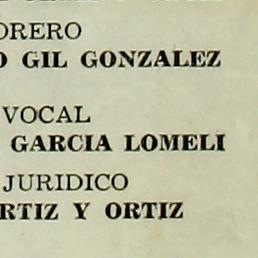 ORERO
O GIL GONZALEZ
VOCAL
GARCIA LOMELI
JURIDICO
RTIZ Y ORTIZ